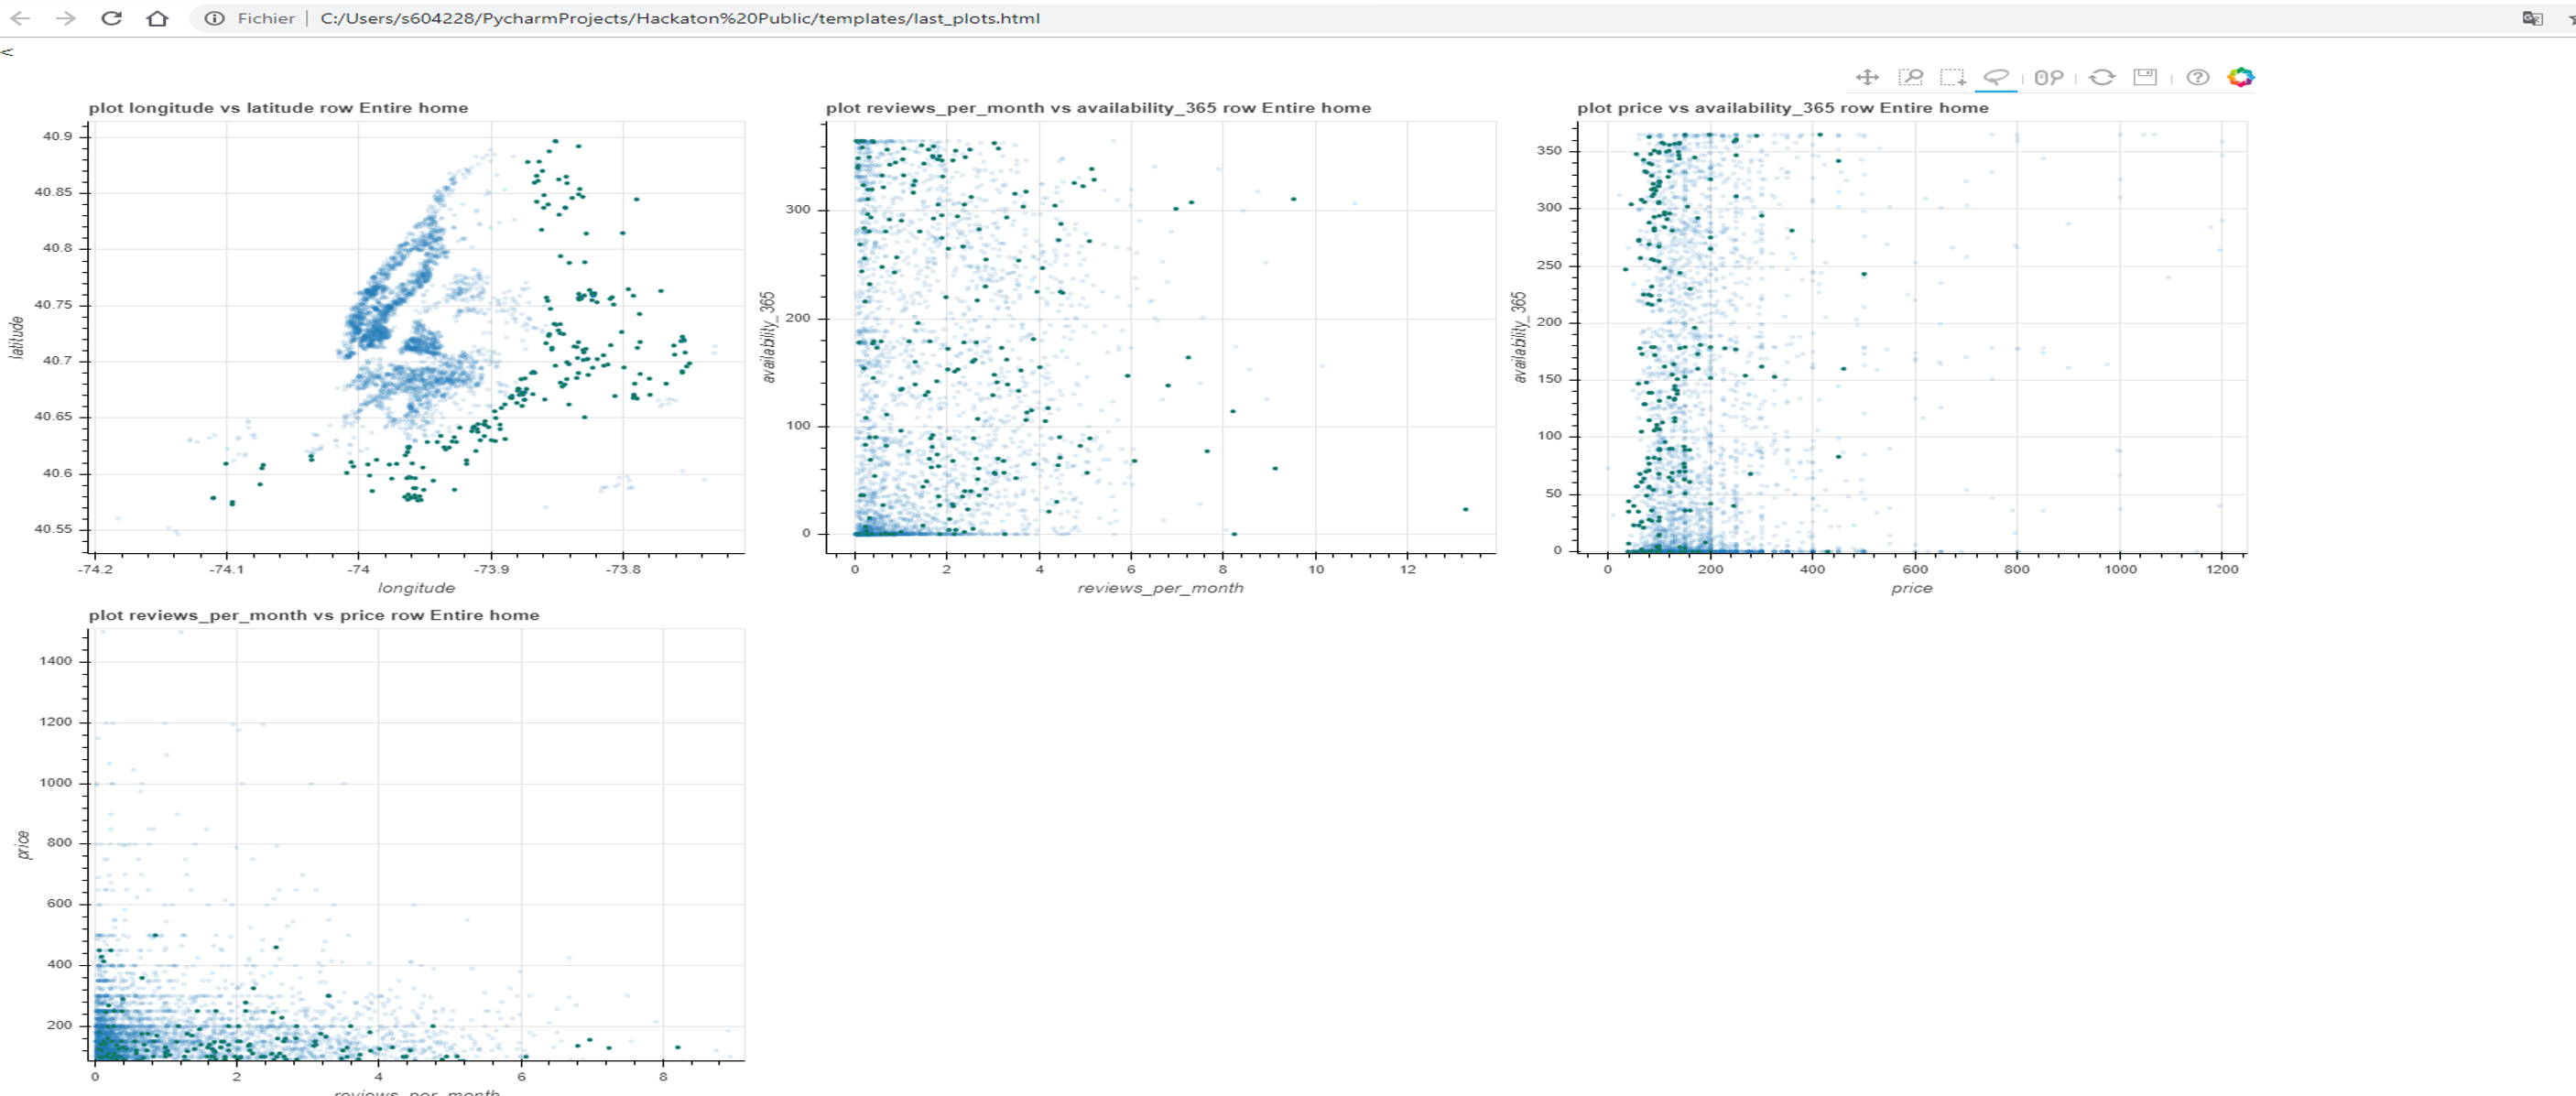 Fichier | C:/Users/s604228/PycharmProjects/Hackaton%20Public/templates/last_plots.html
<
plot longitude vs latitude row Entire home
40.9
40.85
40.8
40.75
40.7
40.65
40.6
40.55
latitude
-74.2 -74.1 -74 -73.9 -73.8
longitude
plot reviews_per_month vs availability_365 row Entire home
300
200
100
0
availability_365
0 2 4 6 8 10 12
reviews_per_month
plot price vs availability_365 row Entire home
350
300
250
200
150
100
50
0
availability_365
0 200 400 600 800 1000 1200
price
plot reviews_per_month vs price row Entire home
1400
1200
1000
800
600
400
200
price
0 2 4 6 8
reviews_per_month